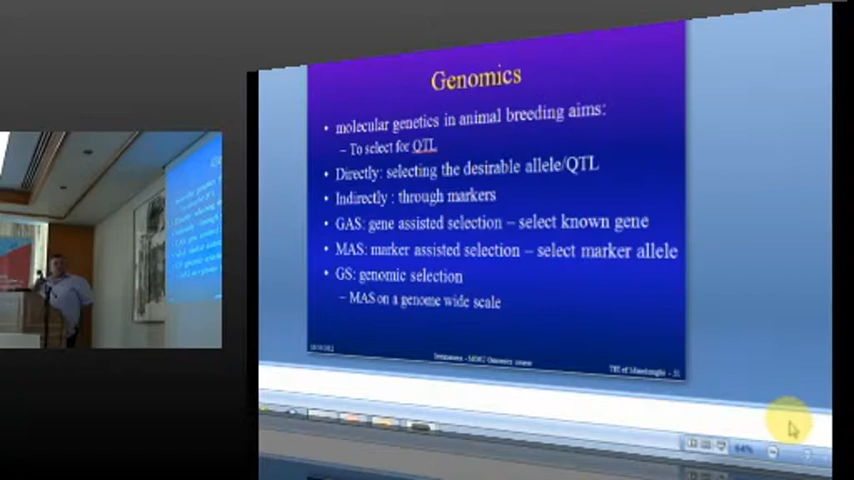 Genomics
• molecular genetics in animal breeding aims:
– To select for QTL
• Directly: selecting the desirable allele/QTL
• Indirectly : through markers
• GAS: gene assisted selection – select known gene
• MAS: marker assisted selection – select marker allele
• GS: genomic selection
– MAS on a genome wide scale
64%